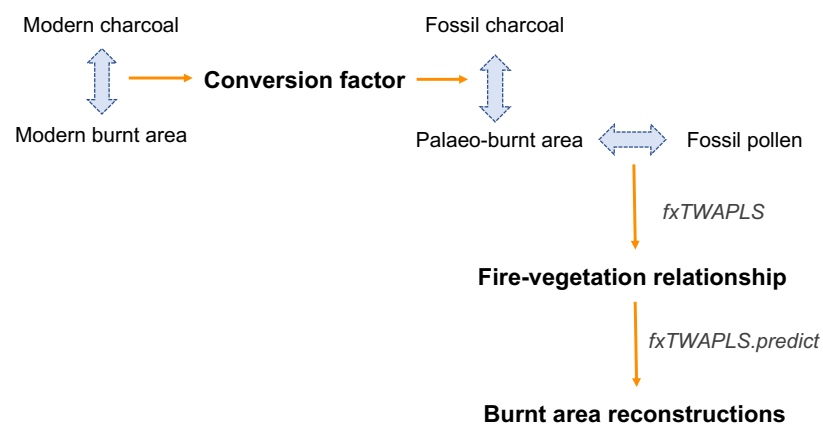 Modern charcoal
Fossil charcoal
Conversion factor
Modern burnt area
Palaeo-burnt area
Fossil pollen
fxTWAPLS
Fire-vegetation relationship
fxTWAPLS.predict
Burnt area reconstructions